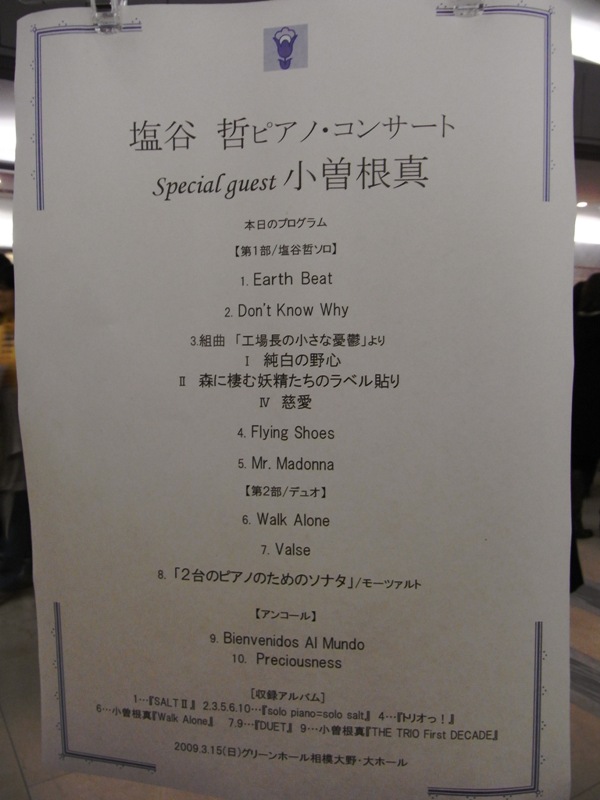 塩谷　哲ピアノ・コンサート
Special guest 小曽根真
本日のプログラム
【第1部/塩谷哲ソロ】
1. Earth Beat
2. Don't Know Why
3.組曲　「工場長の小さな憂鬱」より
Ⅰ　純白の野心
Ⅱ　森に棲む妖精たちのラベル貼り
Ⅳ　慈愛
4. Flying Shoes
5. Mr. Madonna
【第2部/デュオ】
6. Walk Alone
7. Valse
8. 「２台のピアノのためのソナタ」/モーツァルト
【アンコール】
9. Bienvenidos Al Mundo
10. Preciousness
［収録アルバム］
1…『SALTⅡ』 2.3.5.6.10…『solo piano=solo salt』 4…『トリオっ！』
6…小曽根真『Walk Alone』 7.9…『DUET』 9…小曽根真『THE TRIO First DECADE』
2009.3.15(日)グリーンホール相模大野・大ホール